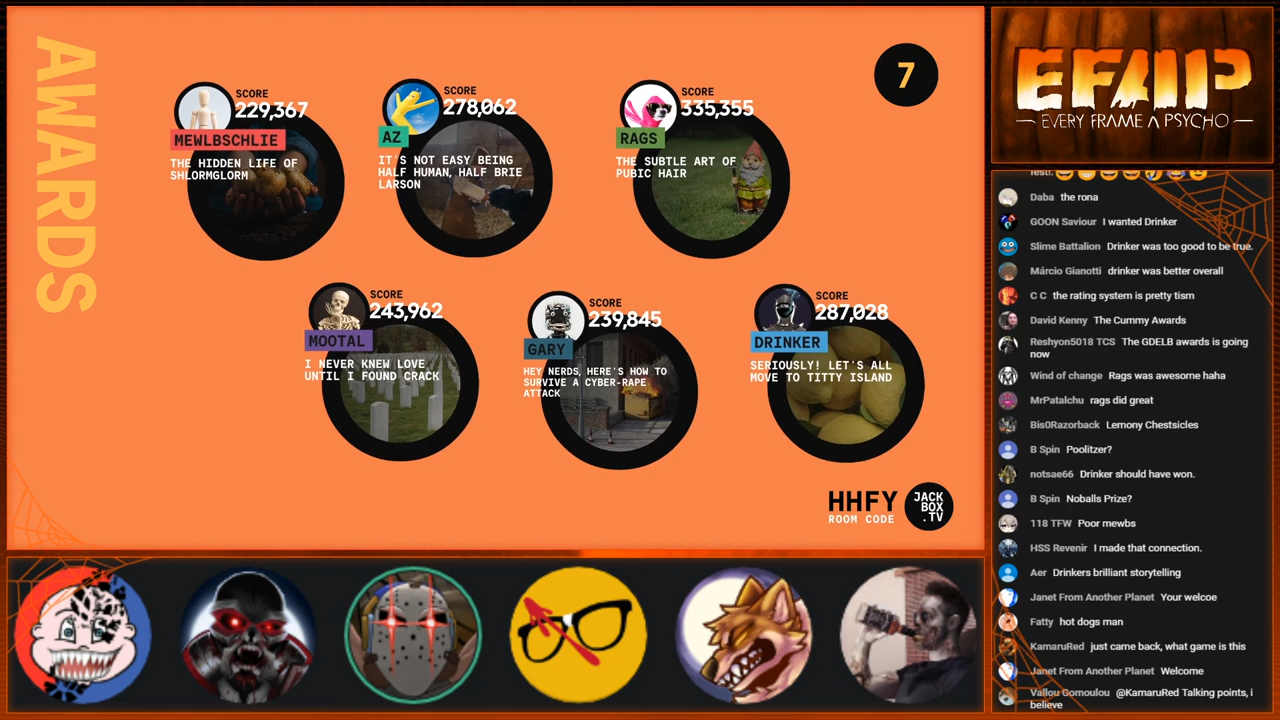 AWARDS
SCORE
229,367
MEWLBSCHLIE
THE HIDDEN LIFE OF
SHLORMGLORM
SCORE
278,062
AZ
IT'S NOT EASY BEING
HALF HUMAN, HALF BRIE
LARSON
SCORE
335,355
RAGS
THE SUBTLE ART OF
PUBIC HAIR
7
SCORE
243,962
MOOTAL
I NEVER KNEW LOVE
UNTIL I FOUND CRACK
SCORE
239,845
GARY
HEY NERDS, HERE'S HOW TO
SURVIVE A CYBER-RAPE
ATTACK
SCORE
287,028
DRINKER
SERIOUSLY! LET'S ALL
MOVE TO TITTY ISLAND
HHFY
ROOM CODE
JACK
BOX
.TV
EFAP
EVERY FRAME A PSYCHO
Daba the rona
GOON Saviour I wanted Drinker
Slime Battalion Drinker was too good to be true.
Márcio Gianotti drinker was better overall
C C the rating system is pretty tism
David Kenny The Cummy Awards
Reshyon5018 TCS The GDELB awards is going
now
Wind of change Rags was awesome haha
MrPatalchu rags did great
Bis0Razorback Lemony Chestsicles
B Spin Poolitzer?
notsae66 Drinker should have won.
B Spin Noballs Prize?
118 TFW Poor mewbs
HSS Revenir I made that connection.
Aer Drinkers brilliant storytelling
Janet From Another Planet Your welcoe
Fatty hot dogs man
KamaruRed just came back, what game is this
Janet From Another Planet Welcome
Vallou Gomoulou @KamaruRed Talking points, i
believe